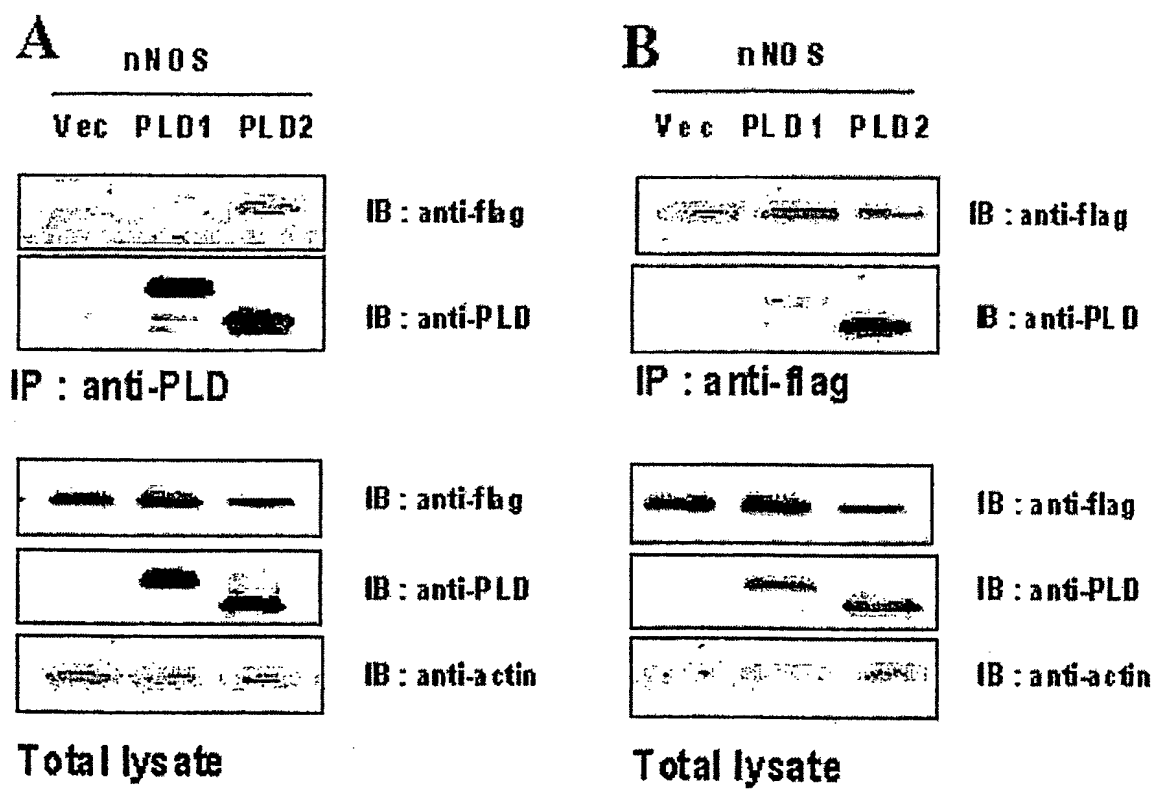 A
nNOS
Vec PLD1 PLD2
IB : anti-flag
IB : anti-PLD
IP : anti-PLD
IB : anti-flag
IB : anti-PLD
IB : anti-actin
Total lysate
B
nNOS
Vec PLD1 PLD2
IB : anti-flag
IB : anti-PLD
IP : anti-flag
IB : anti-flag
IB : anti-PLD
IB : anti-actin
Total lysate